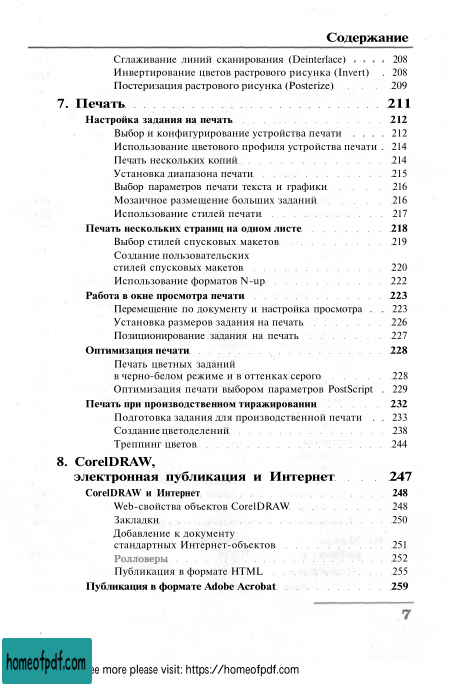 Содержание
Сглаживание линий сканирования (Deinterlace) . . . . 208
Инвертирование цветов растрового рисунка (Invert) . 208
Постеризация растрового рисунка (Posterize) 209
7. Печать 211
Настройка задания на печать 212
Выбор и конфигурирование устройства печати . . . . 212
Использование цветового профиля устройства печати . 214
Печать нескольких копий 214
Установка диапазона печати 215
Выбор параметров печати текста и графики 216
Мозаичное размещение больших заданий 216
Использование стилей печати 217
Печать нескольких страниц на одном листе 218
Выбор стилей спусковых макетов 219
Создание пользовательских
стилей спусковых макетов 220
Использование форматов N-up 222
Работа в окне просмотра печати 223
Перемещение по документу и настройка просмотра . . 223
Установка размеров задания на печать 226
Позиционирование задания на печать 227
Оптимизация печати 228
Печать цветных заданий
в черно-белом режиме и в оттенках серого 228
Оптимизация печати выбором параметров PostScript . 229
Печать при производственном тиражировании 232
Подготовка задания для производственной печати . . 233
Создание цветоделений 238
Треппинг цветов 244
8. CorelDRAW,
электронная публикация и Интернет 247
CorelDRAW и Интернет 248
Web-свойства объектов CorelDRAW 248
Закладки 250
Добавление к документу
стандартных Интернет-объектов 251
Ролловеры 252
Публикация в формате HTML 255
Публикация в формате Adobe Acrobat 259
7
homeofpdf.com
ee more please visit: https://homeofpdf.com